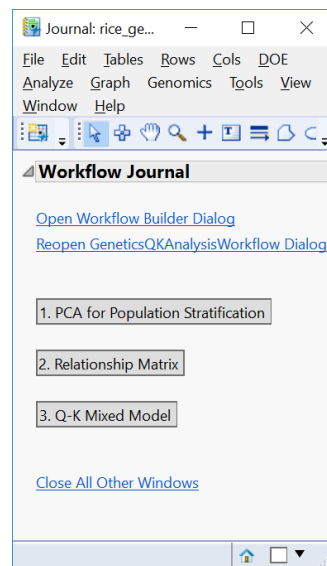 Journal: rice_ge...
File Edit Tables Rows Cols DOE
Analyze Graph Genomics Tools View
Window Help
Workflow Journal
Open Workflow Builder Dialog
Reopen GeneticsQKAnalysisWorkflow Dialog
1. PCA for Population Stratification
2. Relationship Matrix
3. Q-K Mixed Model
Close All Other Windows